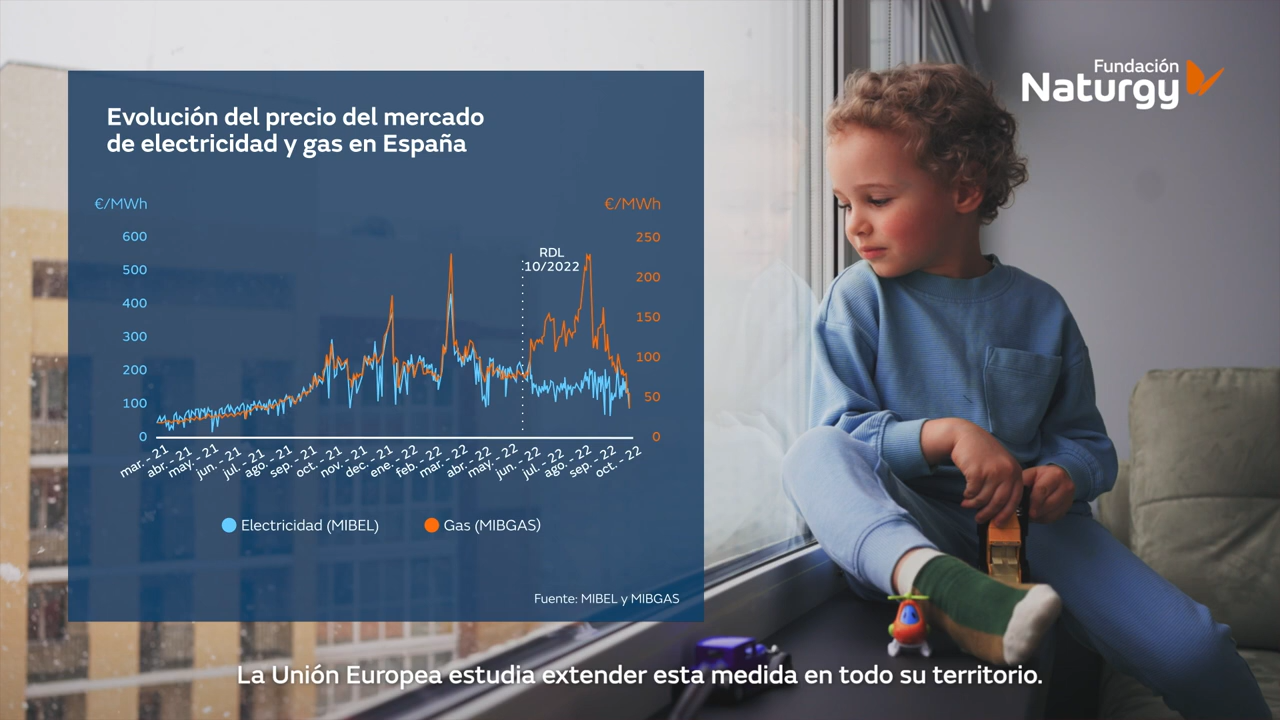 Fundación
Naturgy
Evolución del precio del mercado
de electricidad y gas en España
€/MWh
€/MWh
600
500
400
300
200
100
0
250
200
150
100
50
0
RDL
10/2022
mar. - 21
abr. - 21
may. - 21
jun. - 21
jul. - 21
ago. - 21
sep. - 21
oct. - 21
nov. - 21
dec. - 21
ene. - 22
feb. - 22
mar. - 22
abr. - 22
may. - 22
jun. - 22
jul. - 22
ago. - 22
sep. - 22
oct. - 22
Electricidad (MIBEL)
Gas (MIBGAS)
Fuente: MIBEL y MIBGAS
La Unión Europea estudia extender esta medida en todo su territorio.